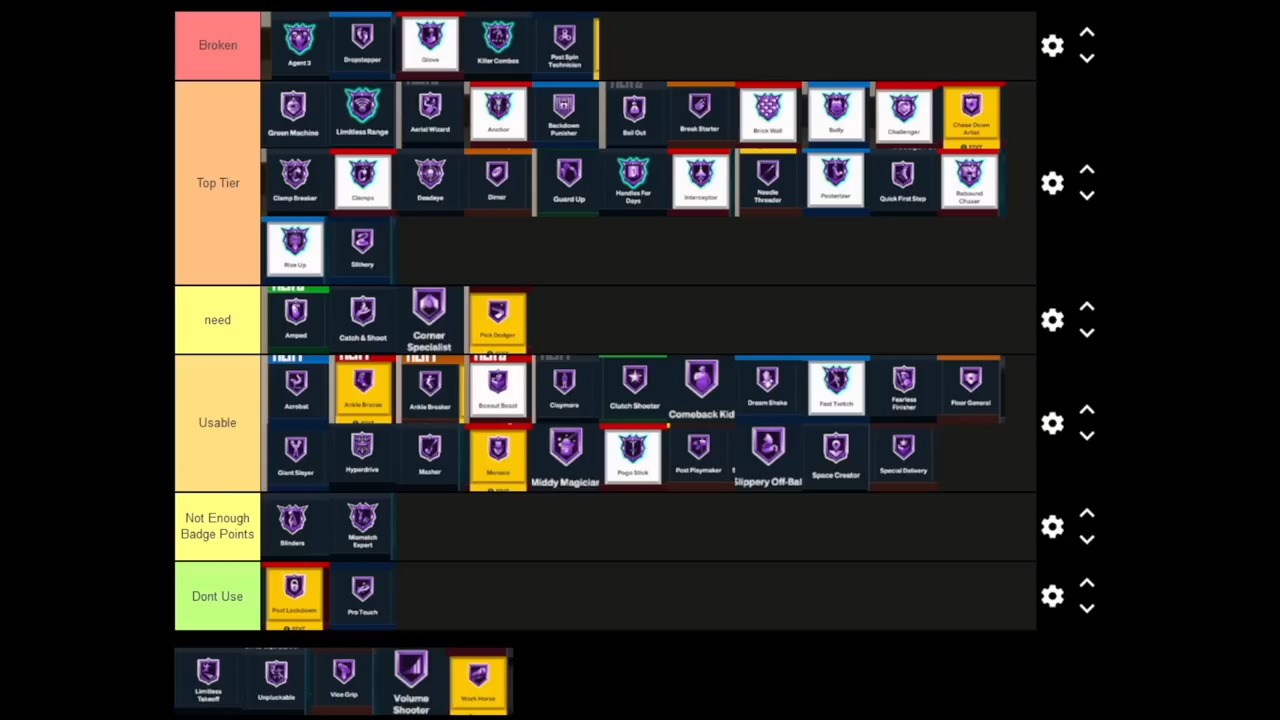 Broken
Agent 3
Dropstepper
Glove
Killer Combos
Post Spin
Technician
Top Tier
Green Machine
Limitless Range
Aerial Wizard
Anchor
Backdown
Punisher
Bail Out
Break Starter
Brick Wall
Bully
Challenger
Chase Down
Artist
Clamp Breaker
Clamps
Deadeye
Dimer
Guard Up
Handles For
Days
Interceptor
Needle
Threader
Posterizer
Quick First Step
Rebound
Chaser
Rise Up
Slithery
need
Amped
Catch & Shoot
Corner
Specialist
Pick Dodger
Usable
Acrobat
Ankle Braces
Ankle Breaker
Boxout Beast
Claymore
Clutch Shooter
Comeback Kid
Dream Shake
Fast Twitch
Fearless
Finisher
Floor General
Giant Slayer
Hyperdrive
Masher
Menace
Middy Magician
Pogo Stick
Post Playmaker
Slippery Off-Bal
Space Creator
Special Delivery
Not Enough
Badge Points
Blinders
Mismatch
Expert
Dont Use
Post Lockdown
Pro Touch
Limitless
Takeoff
Unpluckable
Vice Grip
Volume
Shooter
Work Horse